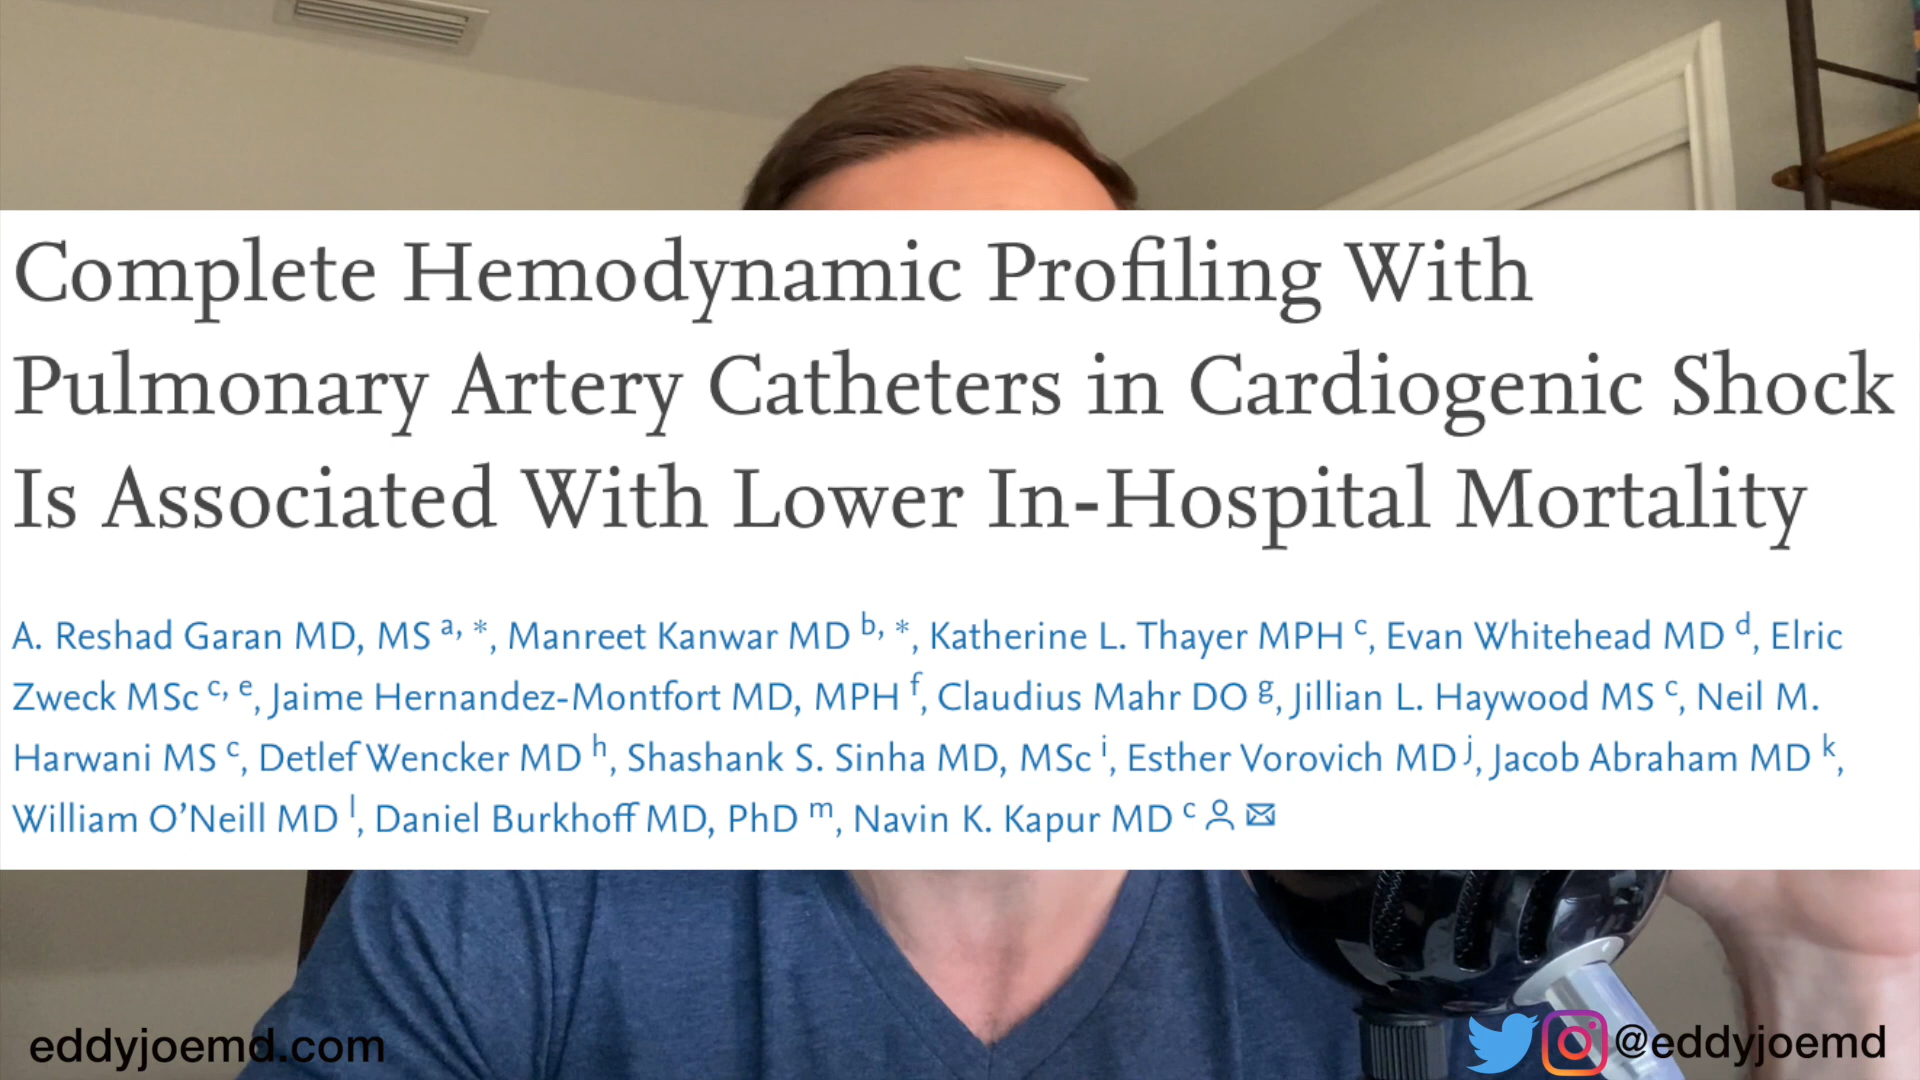 Complete Hemodynamic Profiling With
Pulmonary Artery Catheters in Cardiogenic Shock
Is Associated With Lower In-Hospital Mortality
A. Reshad Garan MD, MS a, *, Manreet Kanwar MD b, *, Katherine L. Thayer MPH c, Evan Whitehead MD d, Elric
Zweck MSc c, e, Jaime Hernandez-Montfort MD, MPH f, Claudius Mahr DO g, Jillian L. Haywood MS c, Neil M.
Harwani MS c, Detlef Wencker MD h, Shashank S. Sinha MD, MSc i, Esther Vorovich MD j, Jacob Abraham MD k,
William O’Neill MD l, Daniel Burkhoff MD, PhD m, Navin K. Kapur MD c
eddyjoemd.com
@eddyjoemd